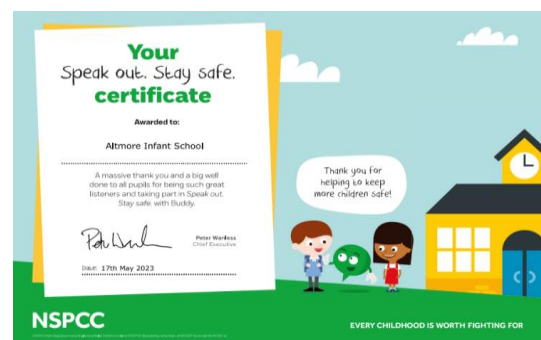 Your
Speak out. Stay safe.
certificate
Awarded to:
Altmore Infant School
A massive thank you and a big well
done to all pupils for being such great
listeners and taking part in Speak out.
Stay safe. with Buddy.
Peter Wanless
Chief Executive
Date: 17th May 2023
Thank you for
helping to keep
more children safe!
NSPCC
EVERY CHILDHOOD IS WORTH FIGHTING FOR